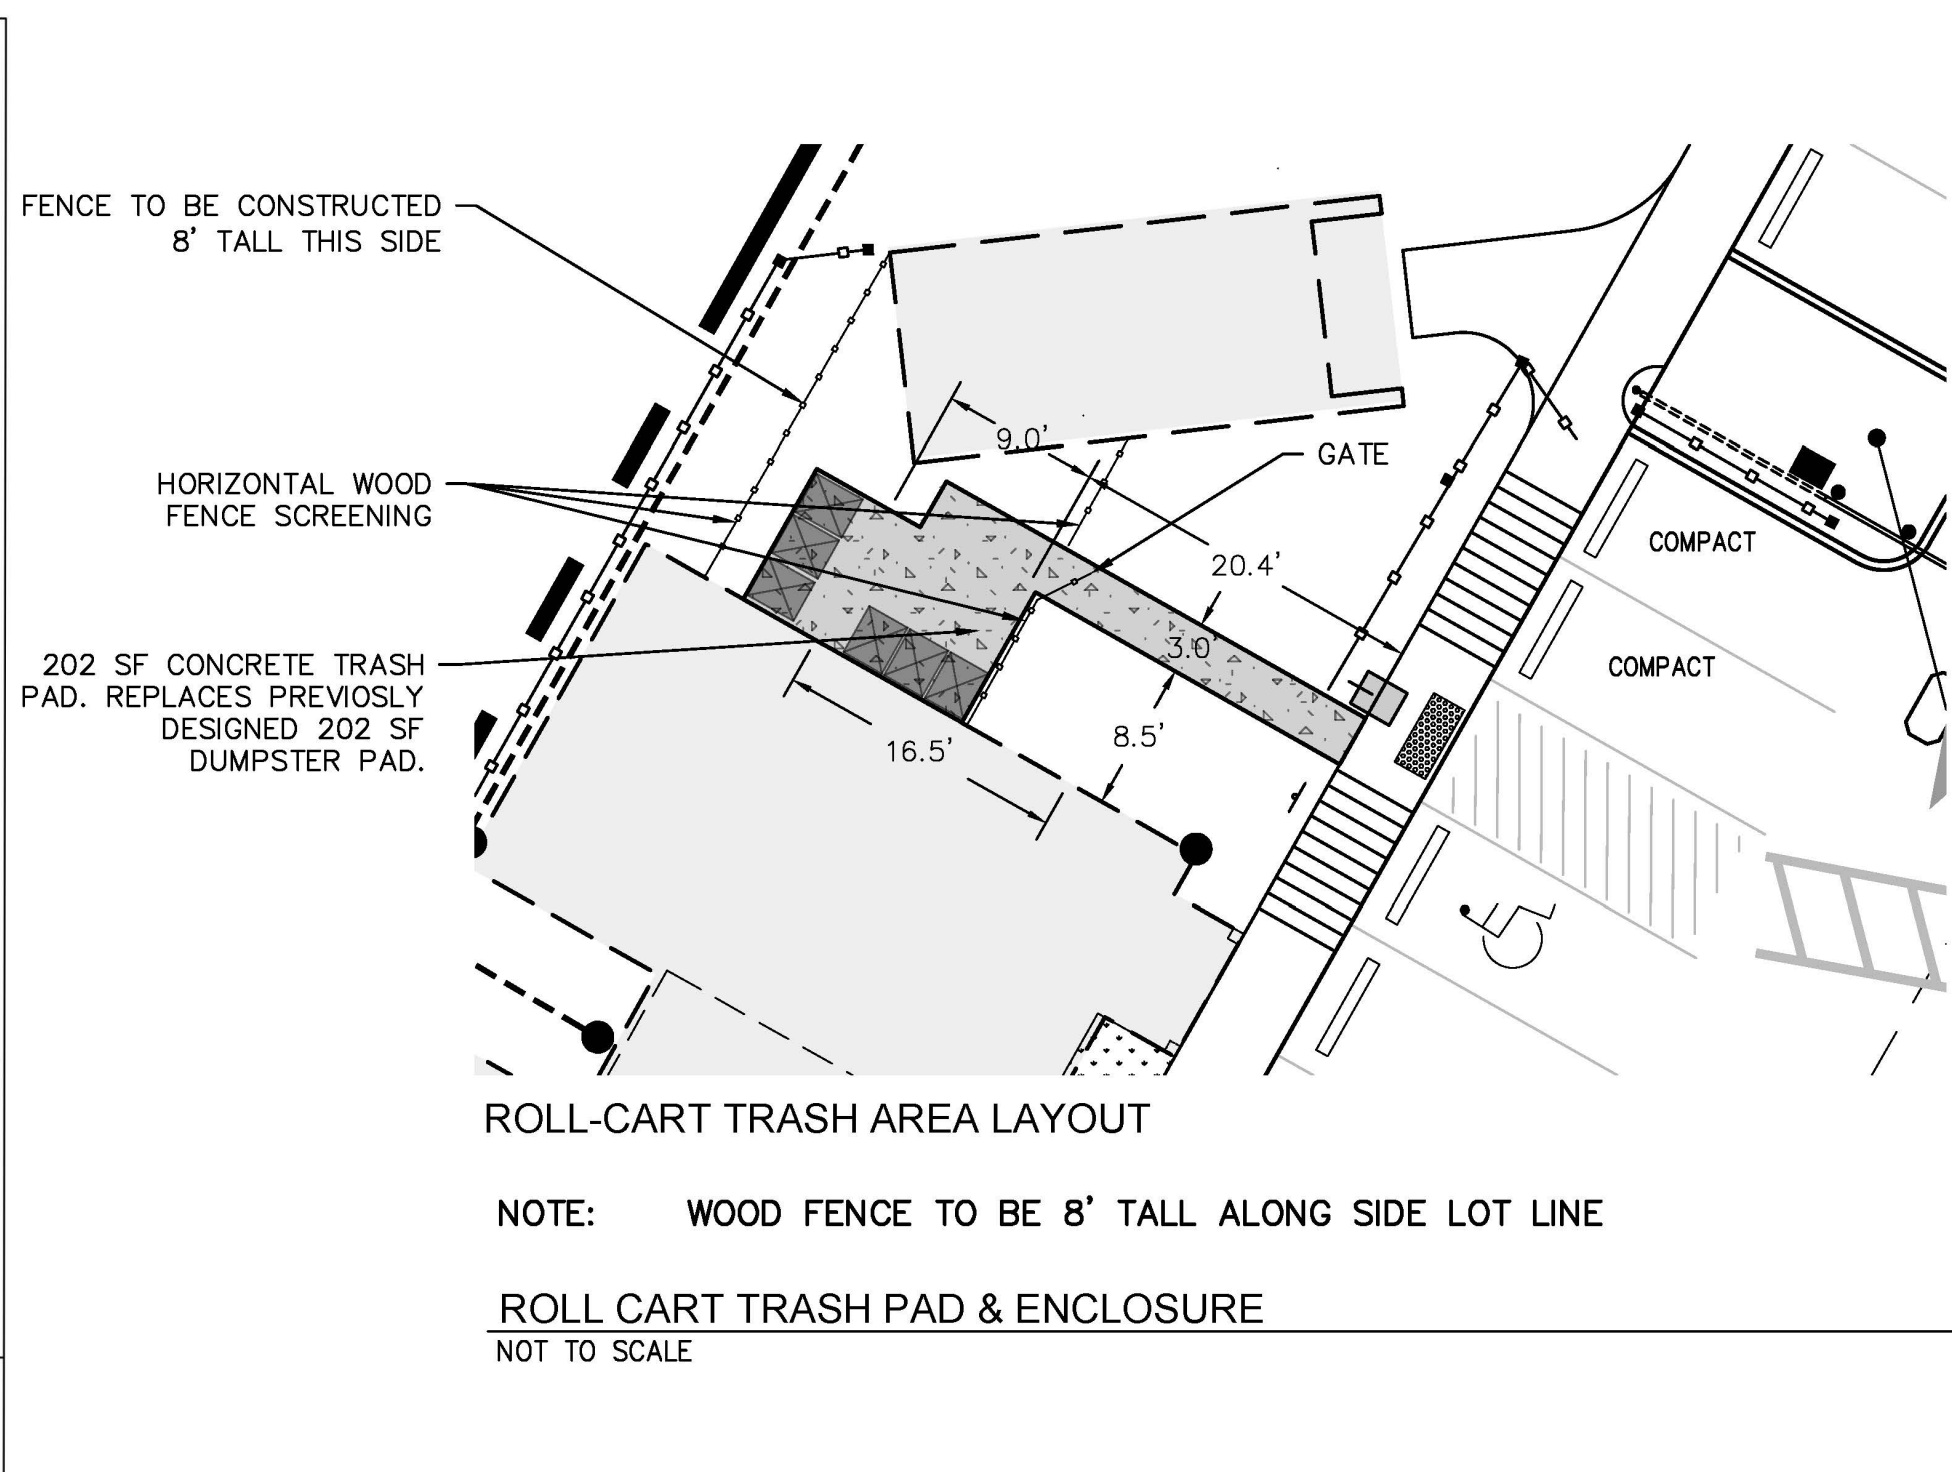 FENCE TO BE CONSTRUCTED
8' TALL THIS SIDE
9.0'
GATE
HORIZONTAL WOOD
FENCE SCREENING
COMPACT
20.4'
3.0'
COMPACT
202 SF CONCRETE TRASH
PAD. REPLACES PREVIOSLY
DESIGNED 202 SF
DUMPSTER PAD.
16.5'
8.5'
ROLL-CART TRASH AREA LAYOUT
NOTE: WOOD FENCE TO BE 8' TALL ALONG SIDE LOT LINE
ROLL CART TRASH PAD & ENCLOSURE
NOT TO SCALE